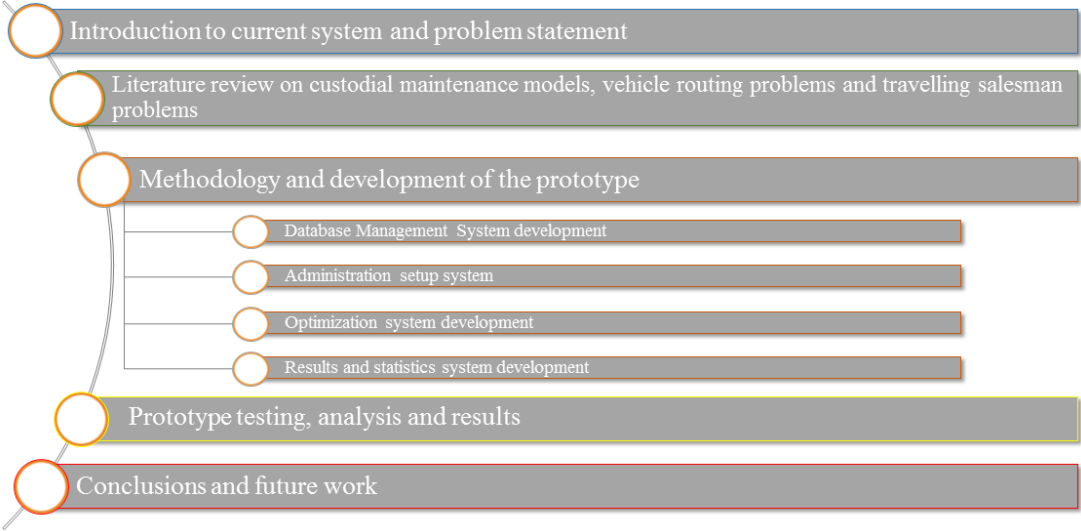 Introduction to current system and problem statement
Literature review on custodial maintenance models, vehicle routing problems and travelling salesman
problems
Methodology and development of the prototype
Database Management System development
Administration setup system
Optimization system development
Results and statistics system development
Prototype testing, analysis and results
Conclusions and future work